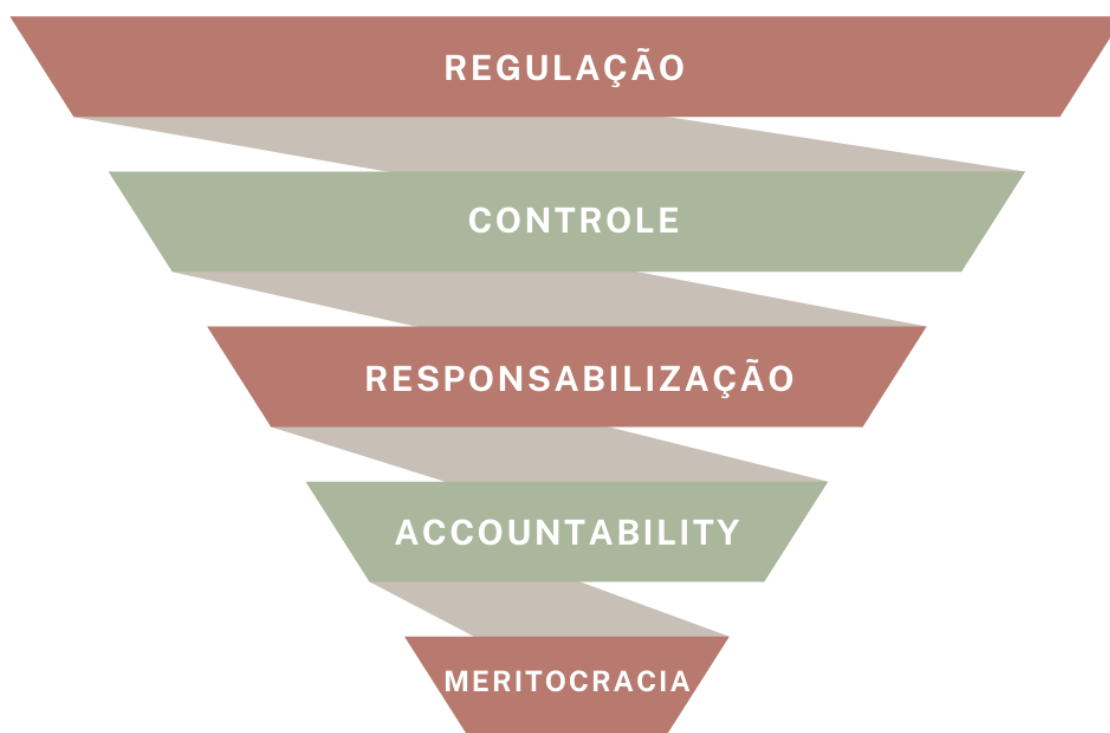 REGULAÇÃO
CONTROLE
RESPONSABILIZAÇÃO
ACCOUNTABILITY
MERITOCRACIA